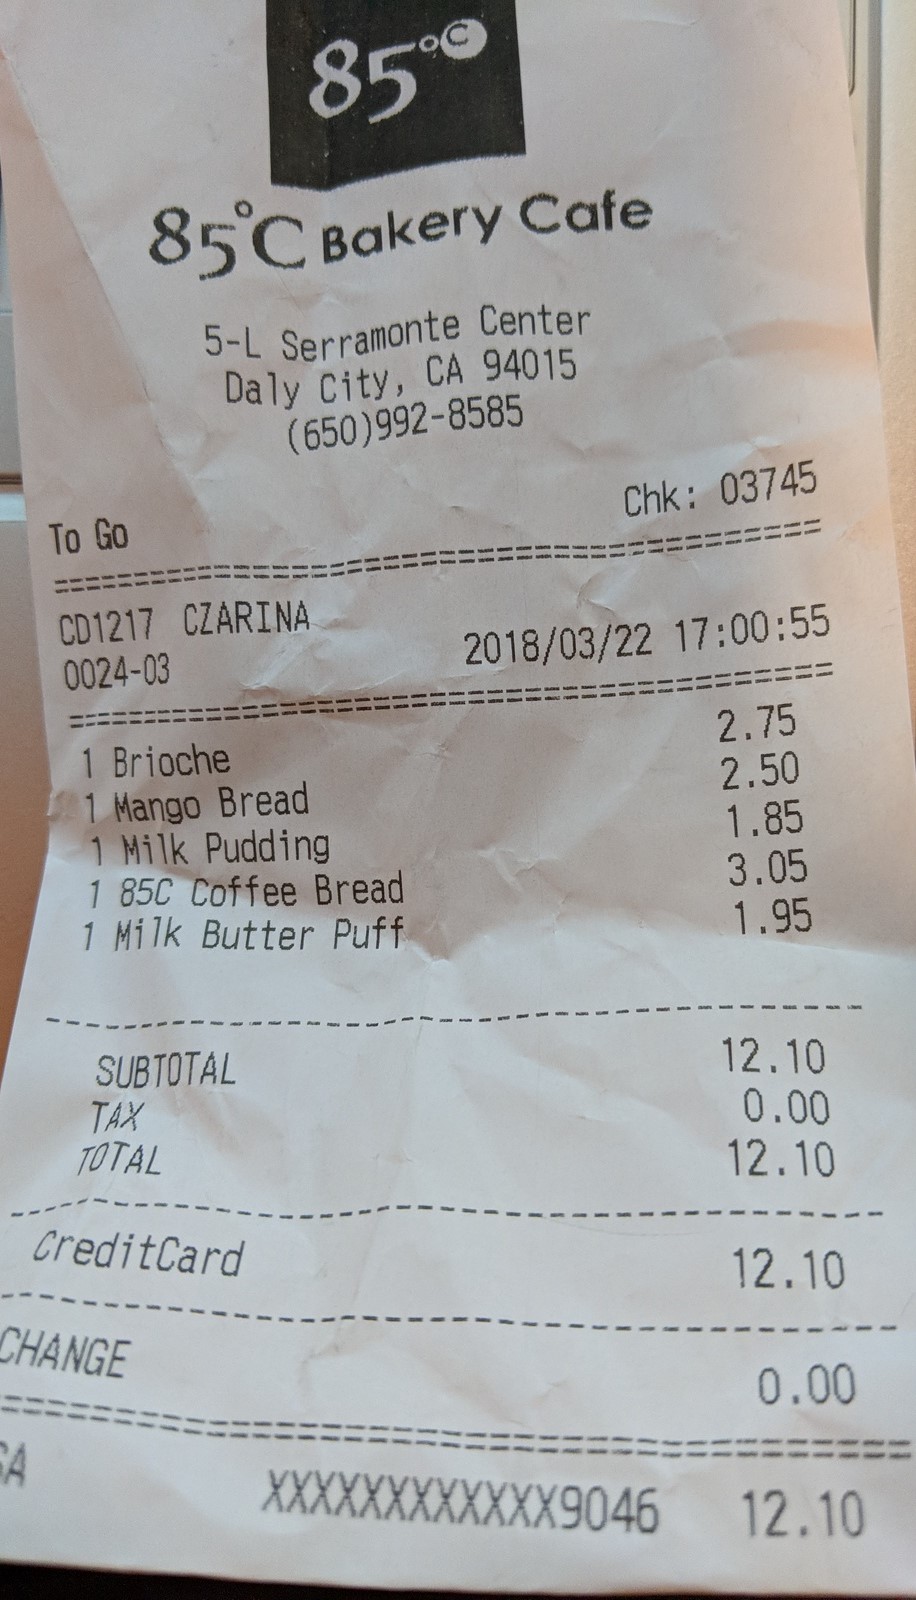 85°C
85°C Bakery Cafe
5-L Serramonte Center
Daly City, CA 94015
(650)992-8585
Chk: 03745
To Go
CD1217 CZARINA
0024-03 2018/03/22 17:00:55
1 Brioche 2.75
1 Mango Bread 2.50
1 Milk Pudding 1.85
1 85C Coffee Bread 3.05
1 Milk Butter Puff 1.95
SUBTOTAL 12.10
TAX 0.00
TOTAL 12.10
CreditCard 12.10
CHANGE 0.00
SA XXXXXXXXXXXX9046 12.10